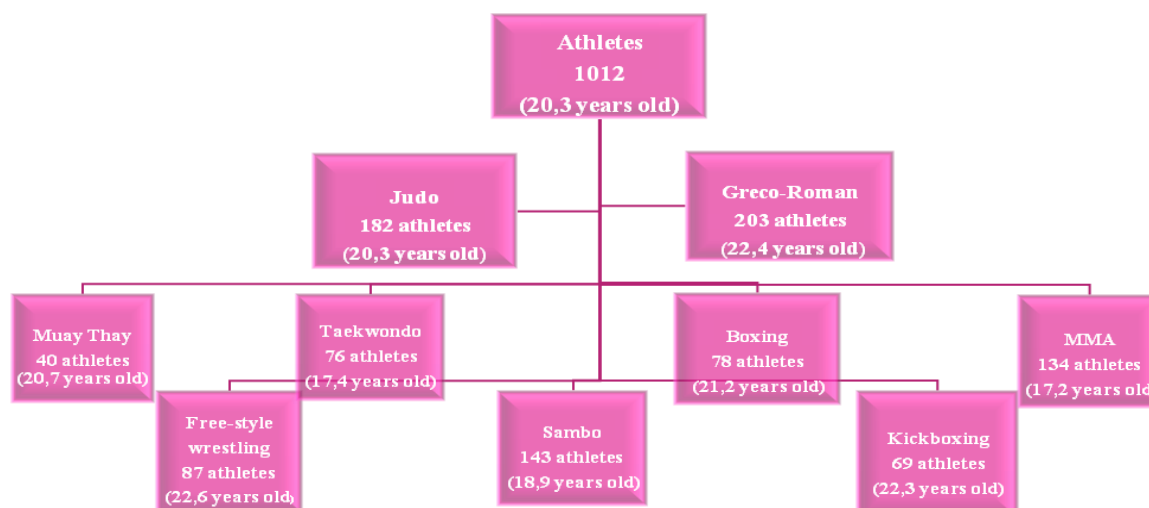 Athletes
1012
(20,3 years old)
Judo
182 athletes
(20,3 years old)
Greco-Roman
203 athletes
(22,4 years old)
Muay Thay
40 athletes
(20,7 years old)
Taekwondo
76 athletes
(17,4 years old)
Boxing
78 athletes
(21,2 years old)
MMA
134 athletes
(17,2 years old
Free-style
wrestling
87 athletes
(22,6 years old)
Sambo
143 athletes
(18,9 years old)
Kickboxing
69 athletes
(22,3 years old)